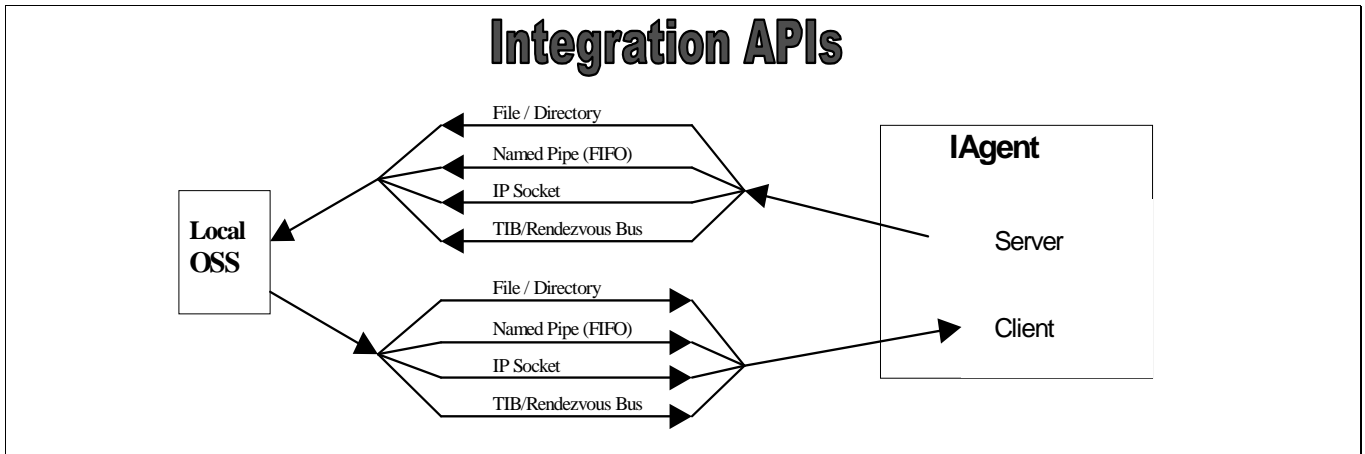 Integration APIs
File / Directory
Named Pipe (FIFO)
IP Socket
TIB/Rendezvous Bus
IAgent
Local
OSS
Server
File / Directory
Named Pipe (FIFO)
IP Socket
TIB/Rendezvous Bus
Client